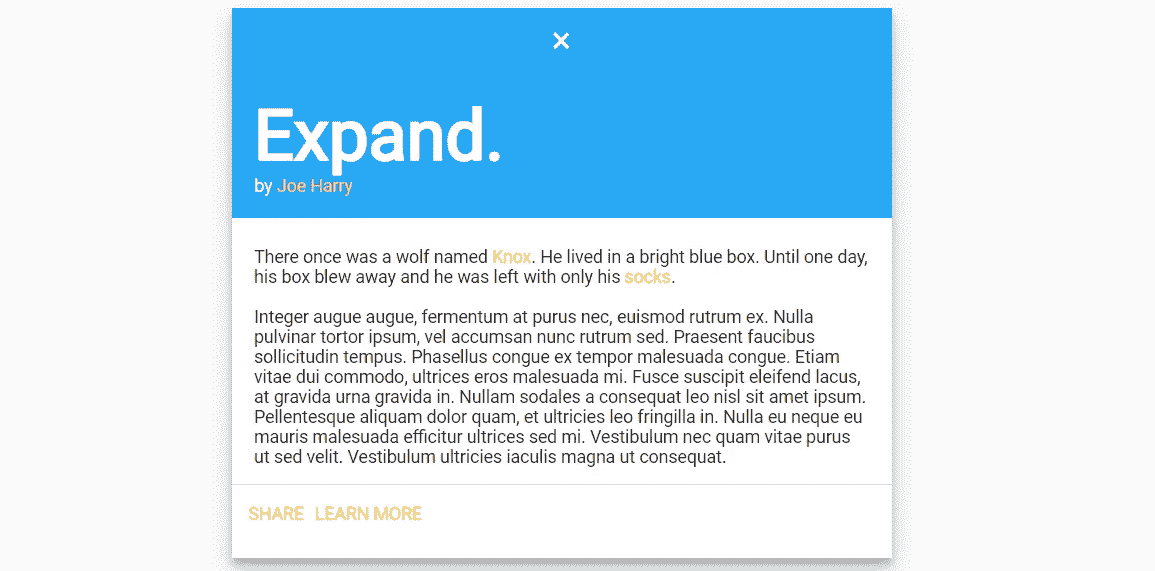 ×
Expand.
by Joe Harry
There once was a wolf named Knox. He lived in a bright blue box. Until one day,
his box blew away and he was left with only his socks.
Integer augue augue, fermentum at purus nec, euismod rutrum ex. Nulla
pulvinar tortor ipsum, vel accumsan nunc rutrum sed. Praesent faucibus
sollicitudin tempus. Phasellus congue ex tempor malesuada congue. Etiam
vitae dui commodo, ultrices eros malesuada mi. Fusce suscipit eleifend lacus,
at gravida urna gravida in. Nullam sodales a consequat leo nisl sit amet ipsum.
Pellentesque aliquam dolor quam, et ultricies leo fringilla in. Nulla eu neque eu
mauris malesuada efficitur ultrices sed mi. Vestibulum nec quam vitae purus
ut sed velit. Vestibulum ultricies iaculis magna ut consequat.
SHARE LEARN MORE